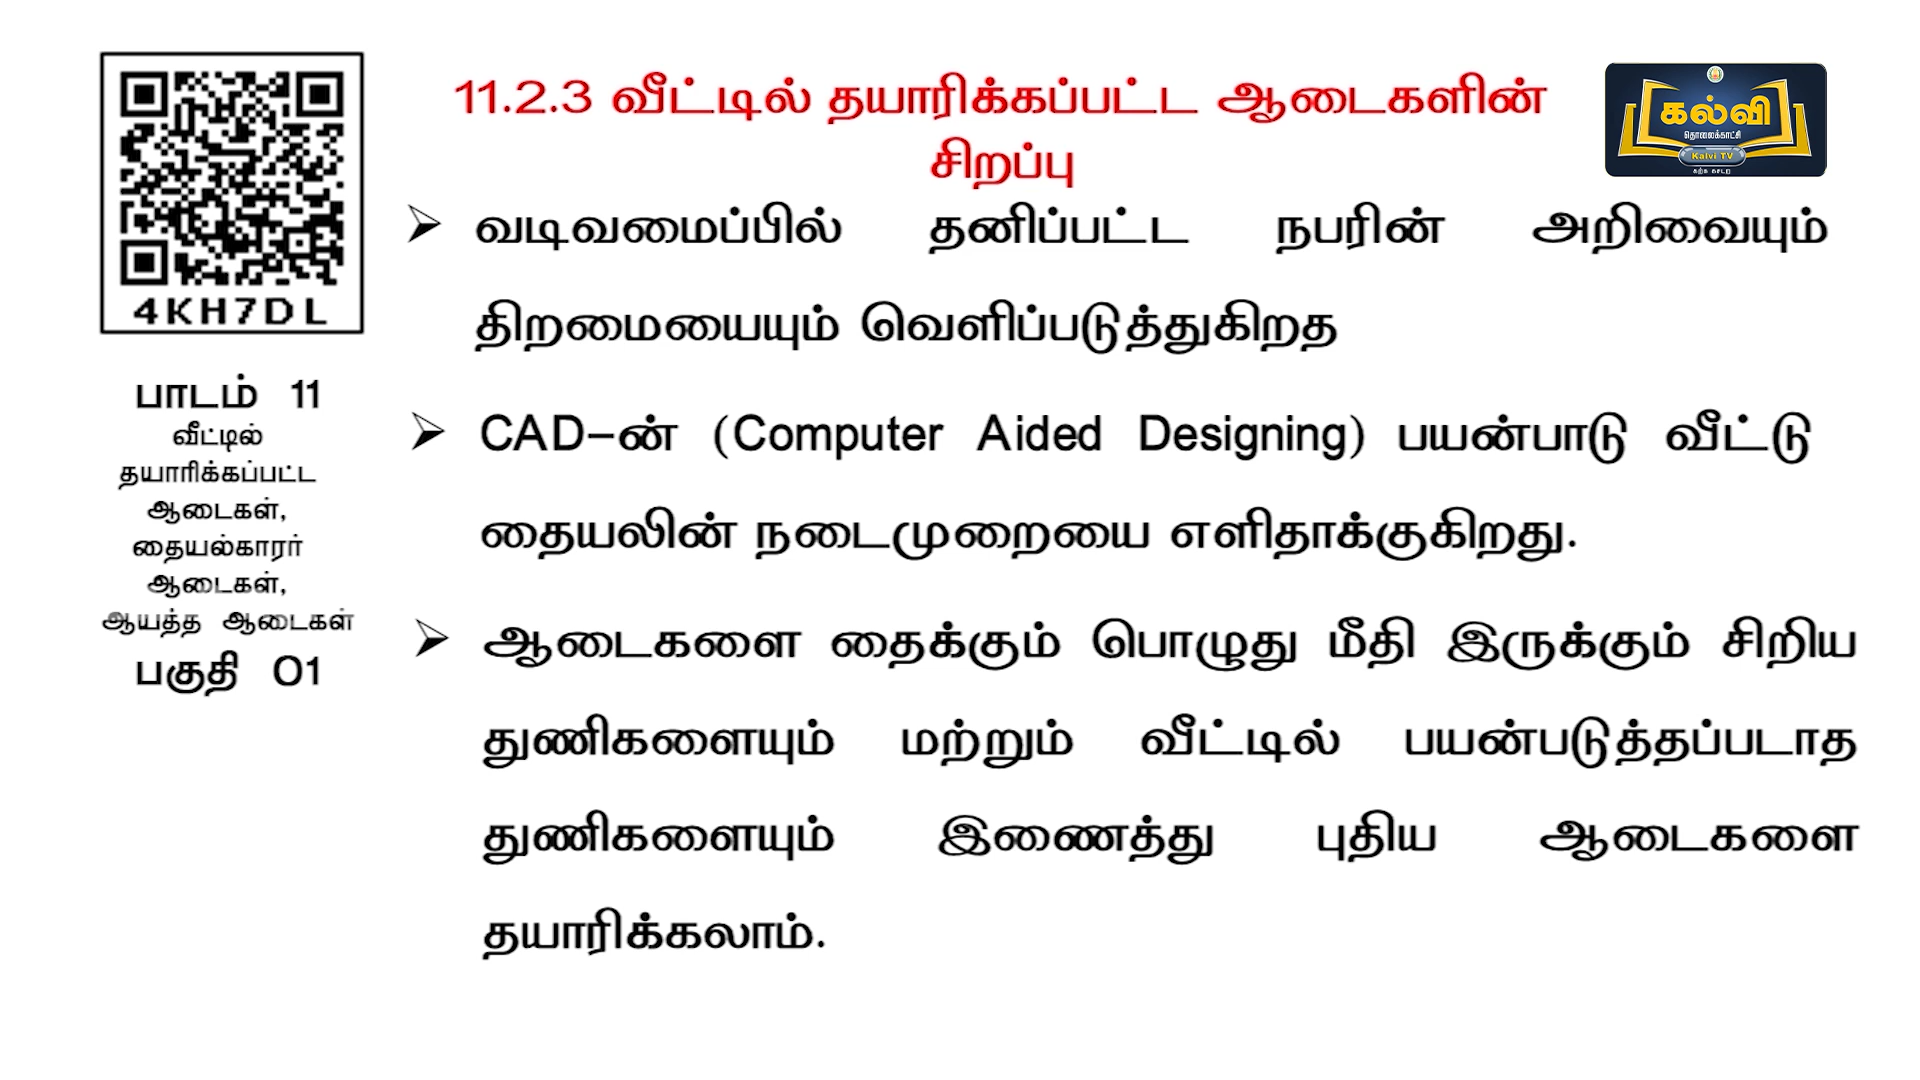 4KH7DL
பாடம் 11
வீட்டில்
தயாரிக்கப்பட்ட
ஆடைகள்,
தையல்காரர்
ஆடைகள்,
ஆயத்த ஆடைகள்
பகுதி 01
11.2.3 வீட்டில் தயாரிக்கப்பட்ட ஆடைகளின்
சிறப்பு
கல்வி
தொலைக்காட்சி
Kalvi TV
கற்க கசடற
➢ வடிவமைப்பில் தனிப்பட்ட நபரின் அறிவையும்
திறமையையும் வெளிப்படுத்துகிறத
➢ CAD-ன் (Computer Aided Designing) பயன்பாடு வீட்டு
தையலின் நடைமுறையை எளிதாக்குகிறது.
➢ ஆடைகளை தைக்கும் பொழுது மீதி இருக்கும் சிறிய
துணிகளையும் மற்றும் வீட்டில் பயன்படுத்தப்படாத
துணிகளையும் இணைத்து புதிய ஆடைகளை
தயாரிக்கலாம்.